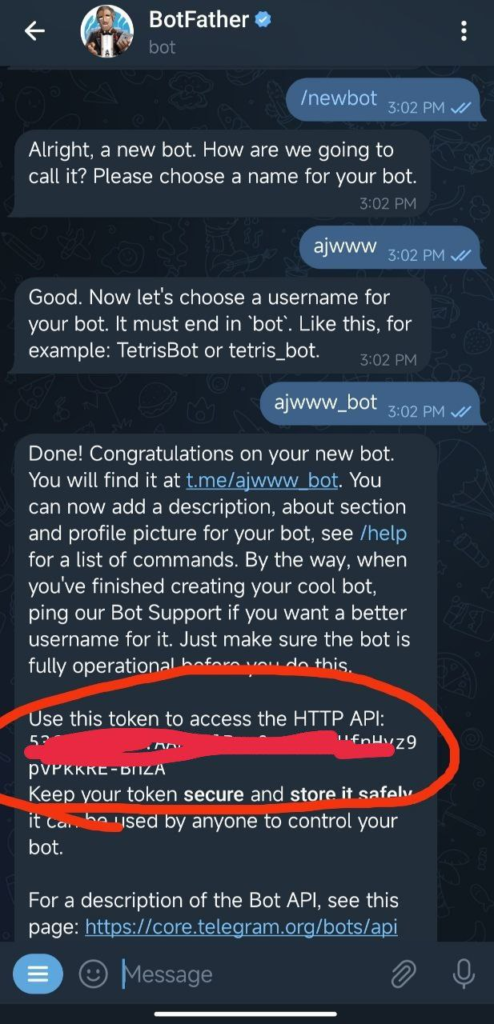 BotFather
bot
/newbot 3:02 PM
Alright, a new bot. How are we going to
call it? Please choose a name for your bot.
3:02 PM
ajwww 3:02 PM
Good. Now let's choose a username for
your bot. It must end in `bot`. Like this, for
example: TetrisBot or tetris_bot. 3:02 PM
ajwww_bot 3:02 PM
Done! Congratulations on your new bot.
You will find it at t.me/ajwww_bot. You
can now add a description, about section
and profile picture for your bot, see /help
for a list of commands. By the way, when
you've finished creating your cool bot,
ping our Bot Support if you want a better
username for it. Just make sure the bot is
fully operational before you do this.
Use this token to access the HTTP API:
Keep your token secure and store it safely
it can be used by anyone to control your
bot.
For a description of the Bot API, see this
page: https://core.telegram.org/bots/api
Message